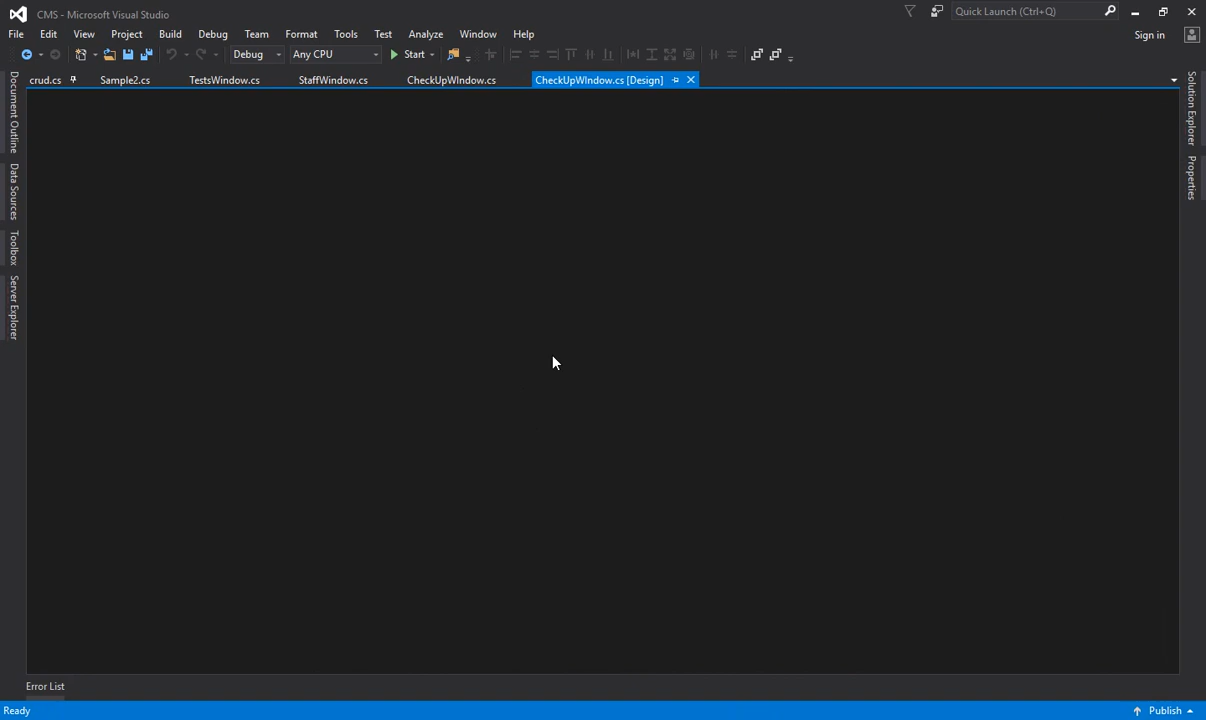 CMS - Microsoft Visual Studio
Quick Launch (Ctrl+Q)
File Edit View Project Build Debug Team Format Tools Test Analyze Window Help
Sign in
Debug Any CPU Start
crud.cs Sample2.cs TestsWindow.cs StaffWindow.cs CheckUpWIndow.cs CheckUpWIndow.cs [Design]
Document Outline
Data Sources
Toolbox
Server Explorer
Solution Explorer
Properties
Error List
Ready
Publish